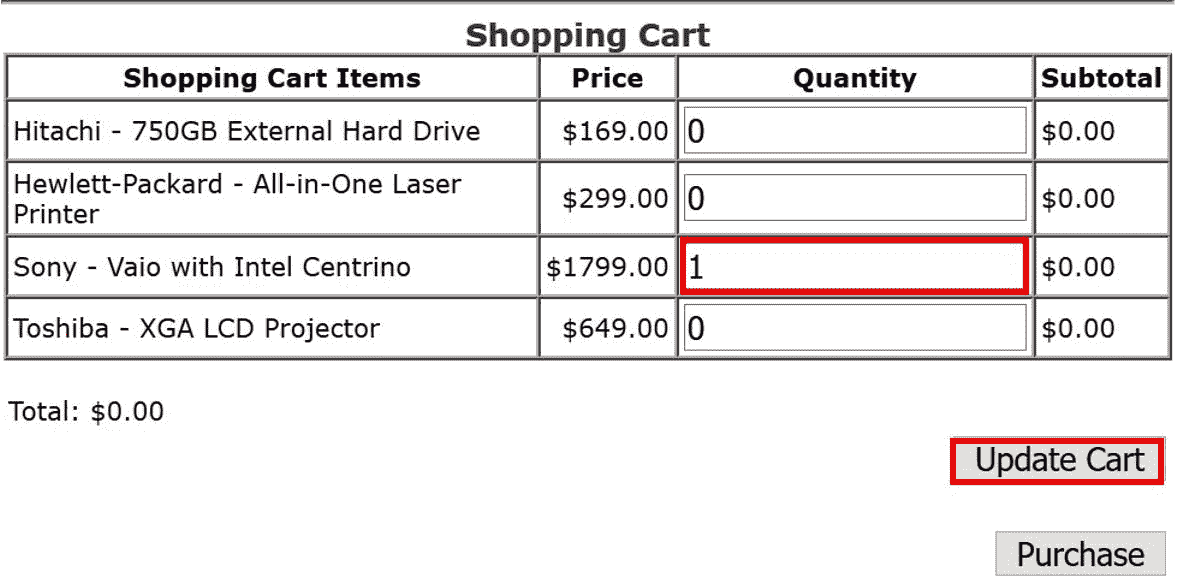 Shopping Cart
Shopping Cart Items Price Quantity Subtotal
Hitachi - 750GB External Hard Drive $169.00 0 $0.00
Hewlett-Packard - All-in-One Laser
Printer $299.00 0 $0.00
Sony - Vaio with Intel Centrino $1799.00 1 $0.00
Toshiba - XGA LCD Projector $649.00 0 $0.00
Total: $0.00
Update Cart
Purchase